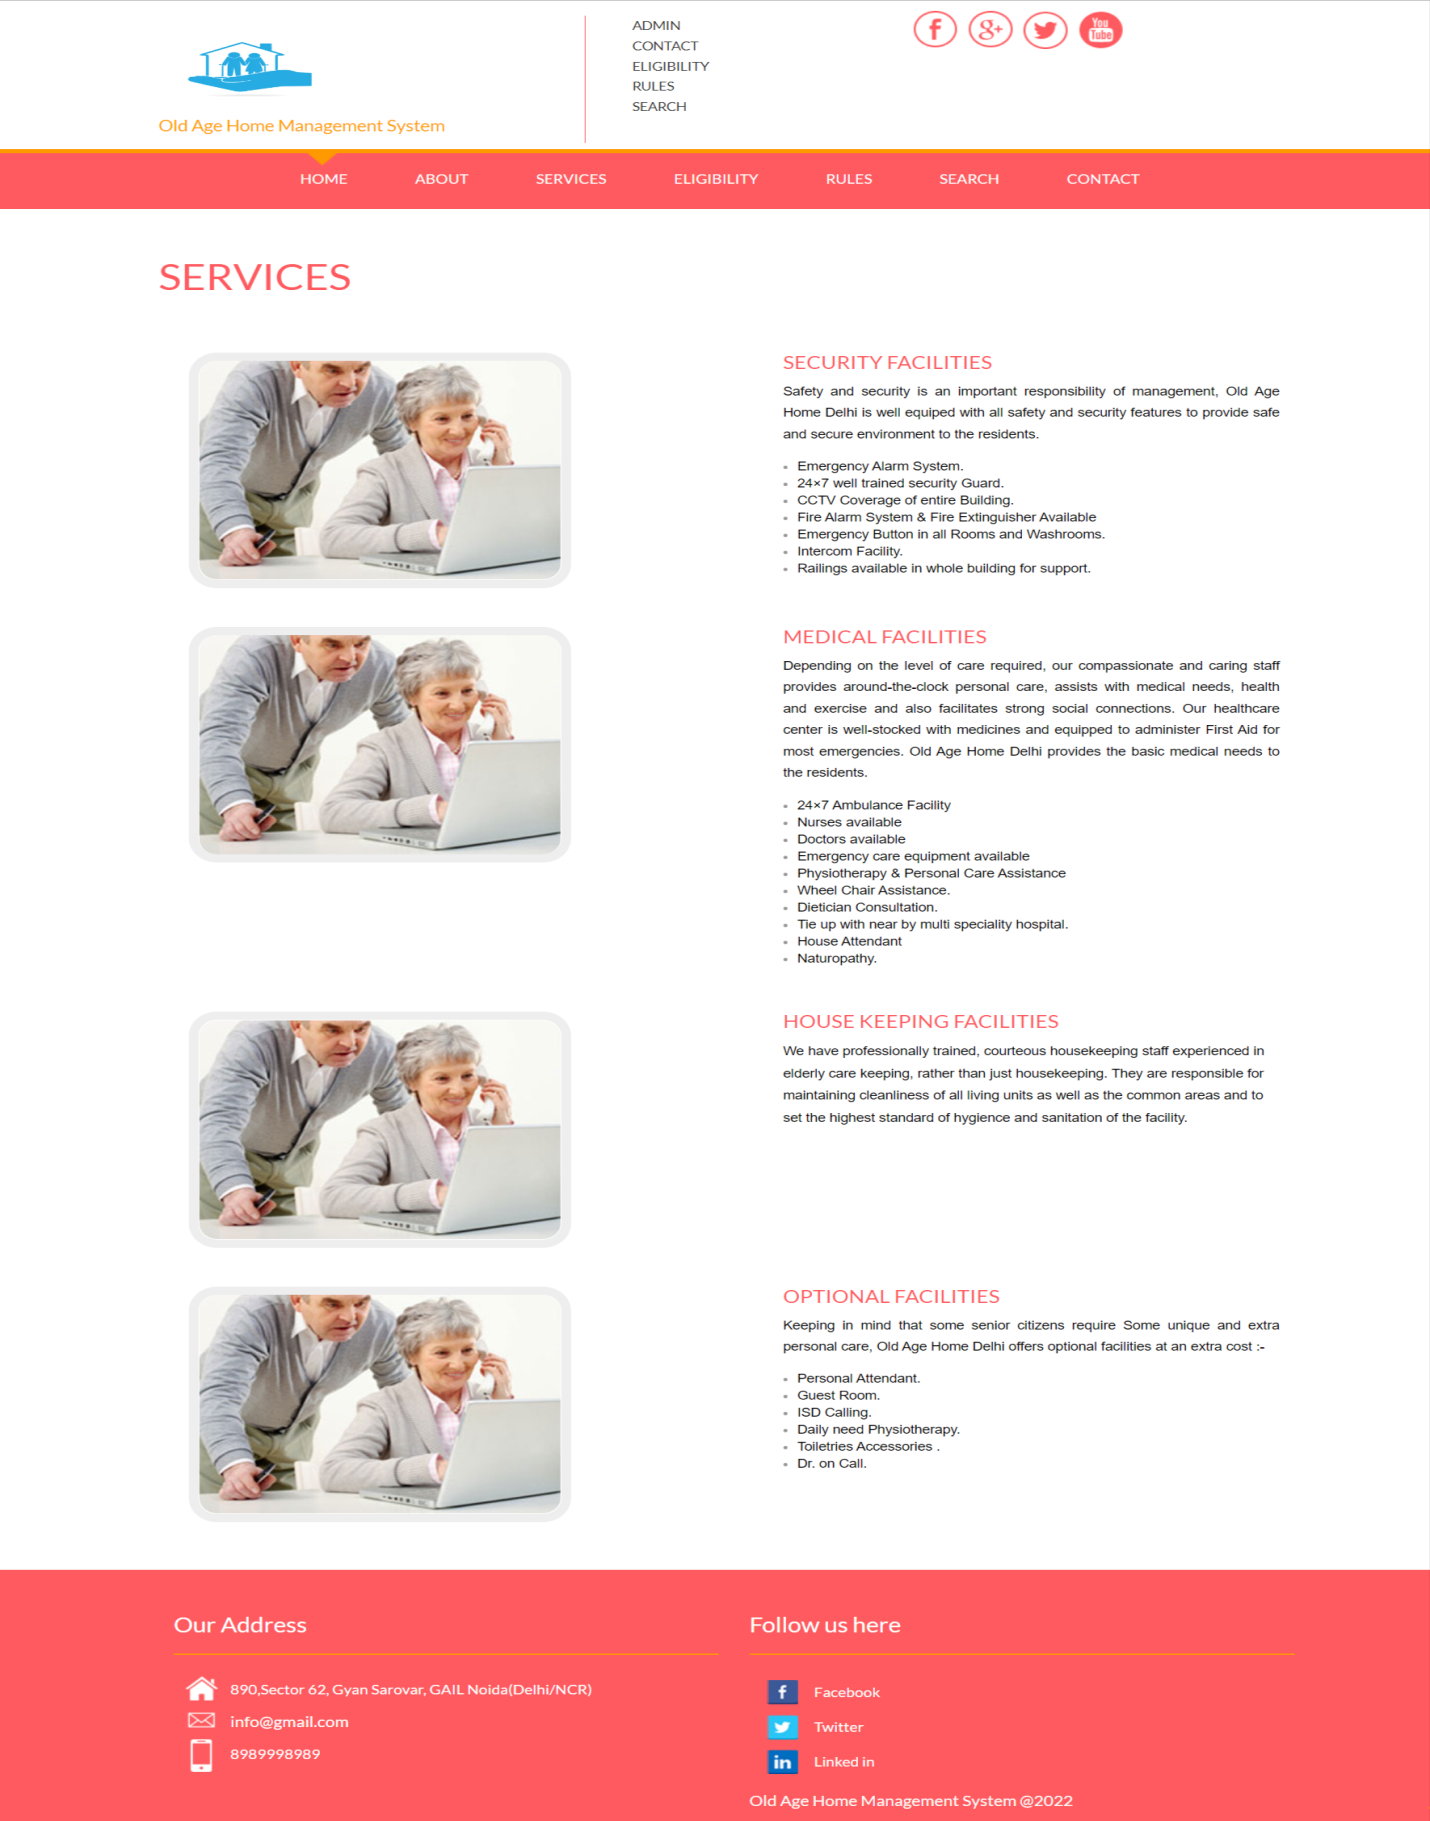 ADMIN
CONTACT
ELIGIBILITY
RULES
SEARCH
You
Tube
Old Age Home Management System
HOME ABOUT SERVICES ELIGIBILITY RULES SEARCH CONTACT
SERVICES
SECURITY FACILITIES
Safety and security is an important responsibility of management, Old Age
Home Delhi is well equiped with all safety and security features to provide safe
and secure environment to the residents.
Emergency Alarm System.
24×7 well trained security Guard.
CCTV Coverage of entire Building.
Fire Alarm System & Fire Extinguisher Available
Emergency Button in all Rooms and Washrooms.
Intercom Facility.
Railings available in whole building for support.
MEDICAL FACILITIES
Depending on the level of care required, our compassionate and caring staff
provides around-the-clock personal care, assists with medical needs, health
and exercise and also facilitates strong social connections. Our healthcare
center is well-stocked with medicines and equipped to administer First Aid for
most emergencies. Old Age Home Delhi provides the basic medical needs to
the residents.
24×7 Ambulance Facility
Nurses available
Doctors available
Emergency care equipment available
Physiotherapy & Personal Care Assistance
Wheel Chair Assistance.
Dietician Consultation.
Tie up with near by multi speciality hospital.
House Attendant
Naturopathy.
HOUSE KEEPING FACILITIES
We have professionally trained, courteous housekeeping staff experienced in
elderly care keeping, rather than just housekeeping. They are responsible for
maintaining cleanliness of all living units as well as the common areas and to
set the highest standard of hygience and sanitation of the facility.
OPTIONAL FACILITIES
Keeping in mind that some senior citizens require Some unique and extra
personal care, Old Age Home Delhi offers optional facilities at an extra cost :-
Personal Attendant.
Guest Room.
ISD Calling.
Daily need Physiotherapy.
Toiletries Accessories .
Dr. on Call.
Our Address
890,Sector 62, Gyan Sarovar, GAIL Noida(Delhi/NCR)
info@gmail.com
8989998989
Follow us here
Facebook
Twitter
Linked in
Old Age Home Management System @2022